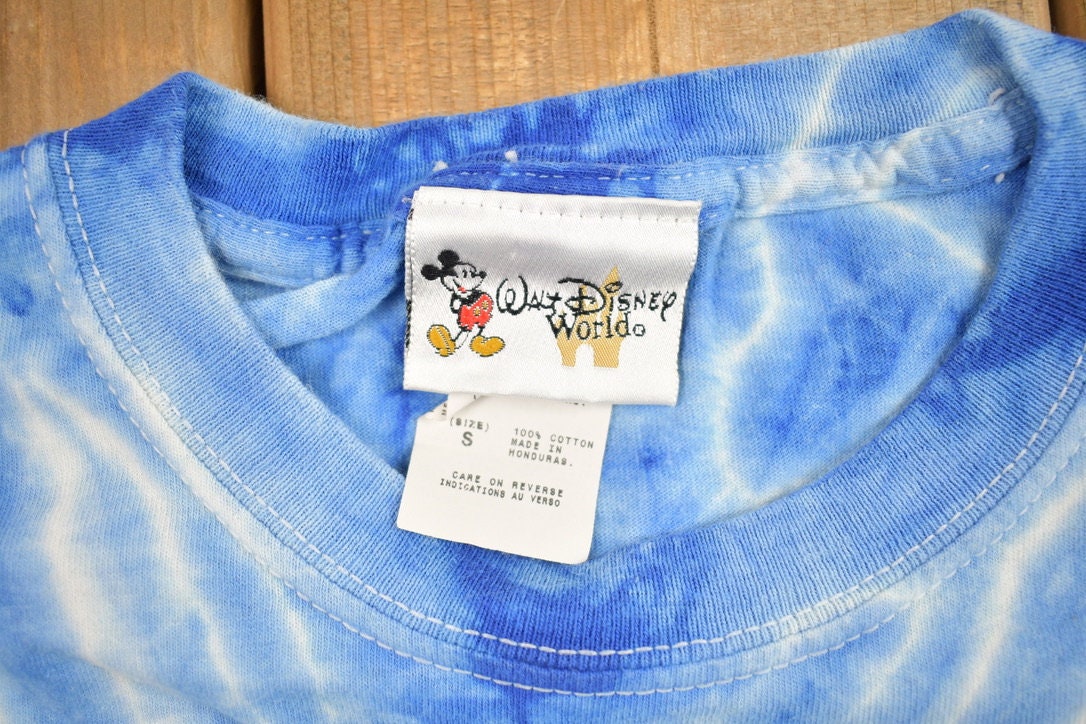 WALT DISNEY
World®
(SIZE)
S
100% COTTON
MADE IN
HONDURAS.
CARE ON REVERSE
INDICATIONS AU VERSO